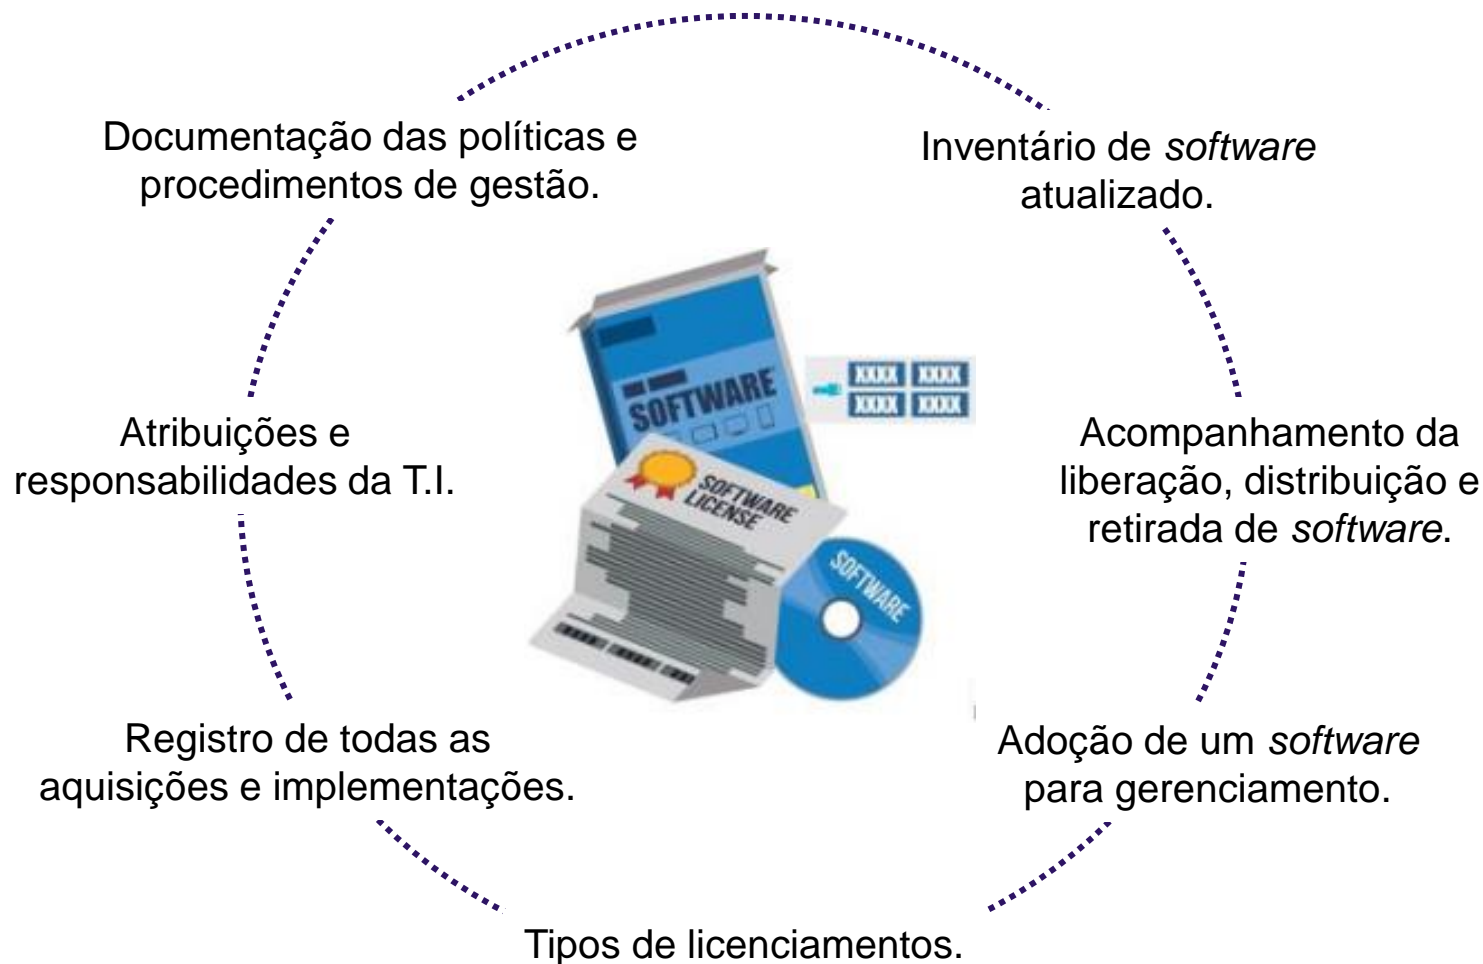 Documentação das políticas e
procedimentos de gestão.
Inventário de software
atualizado.
SOFTWARE
XXXX XXXX
XXXX XXXX
Atribuições e
responsabilidades da T.I.
Acompanhamento da
liberação, distribuição e
retirada de software.
SOFTWARE
LICENSE
SOFTWARE
Registro de todas as
aquisições e implementações.
Adoção de um software
para gerenciamento.
Tipos de licenciamentos.